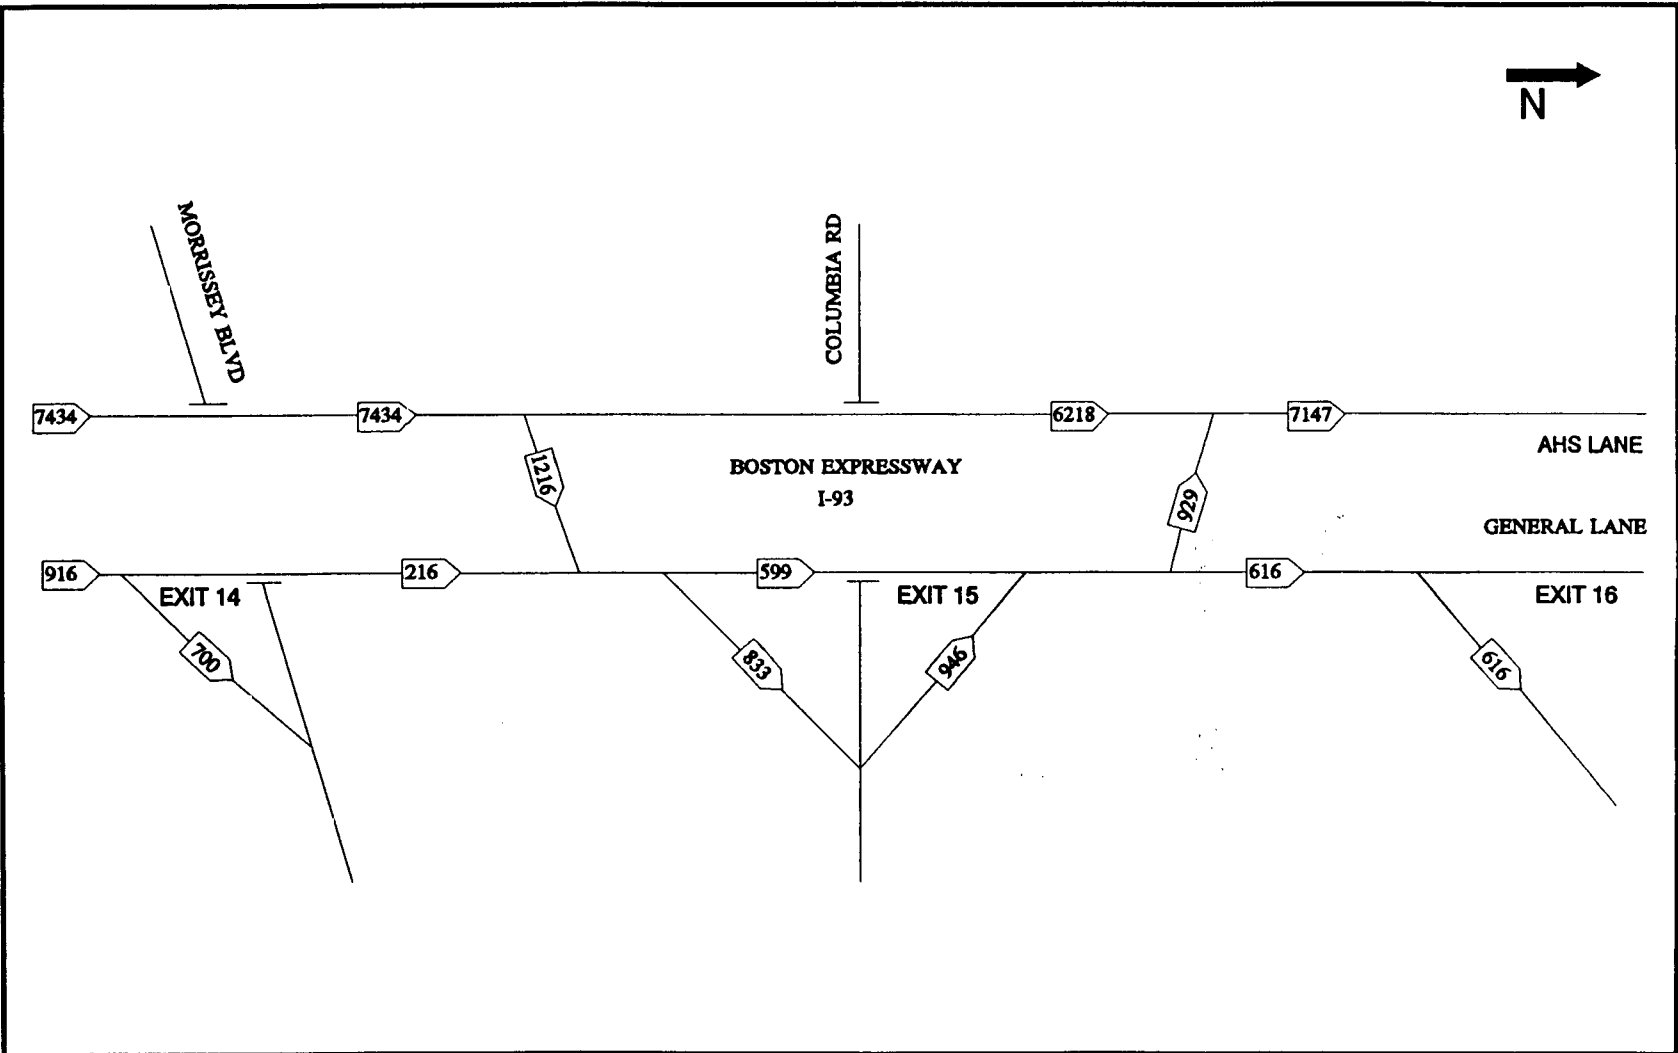 N
MORRISSEY BLVD
COLUMBIA RD
7434
7434
6218
7147
AHS LANE
1216
BOSTON EXPRESSWAY
I-93
929
GENERAL LANE
916
216
599
616
EXIT 14
EXIT 15
EXIT 16
700
833
946
616